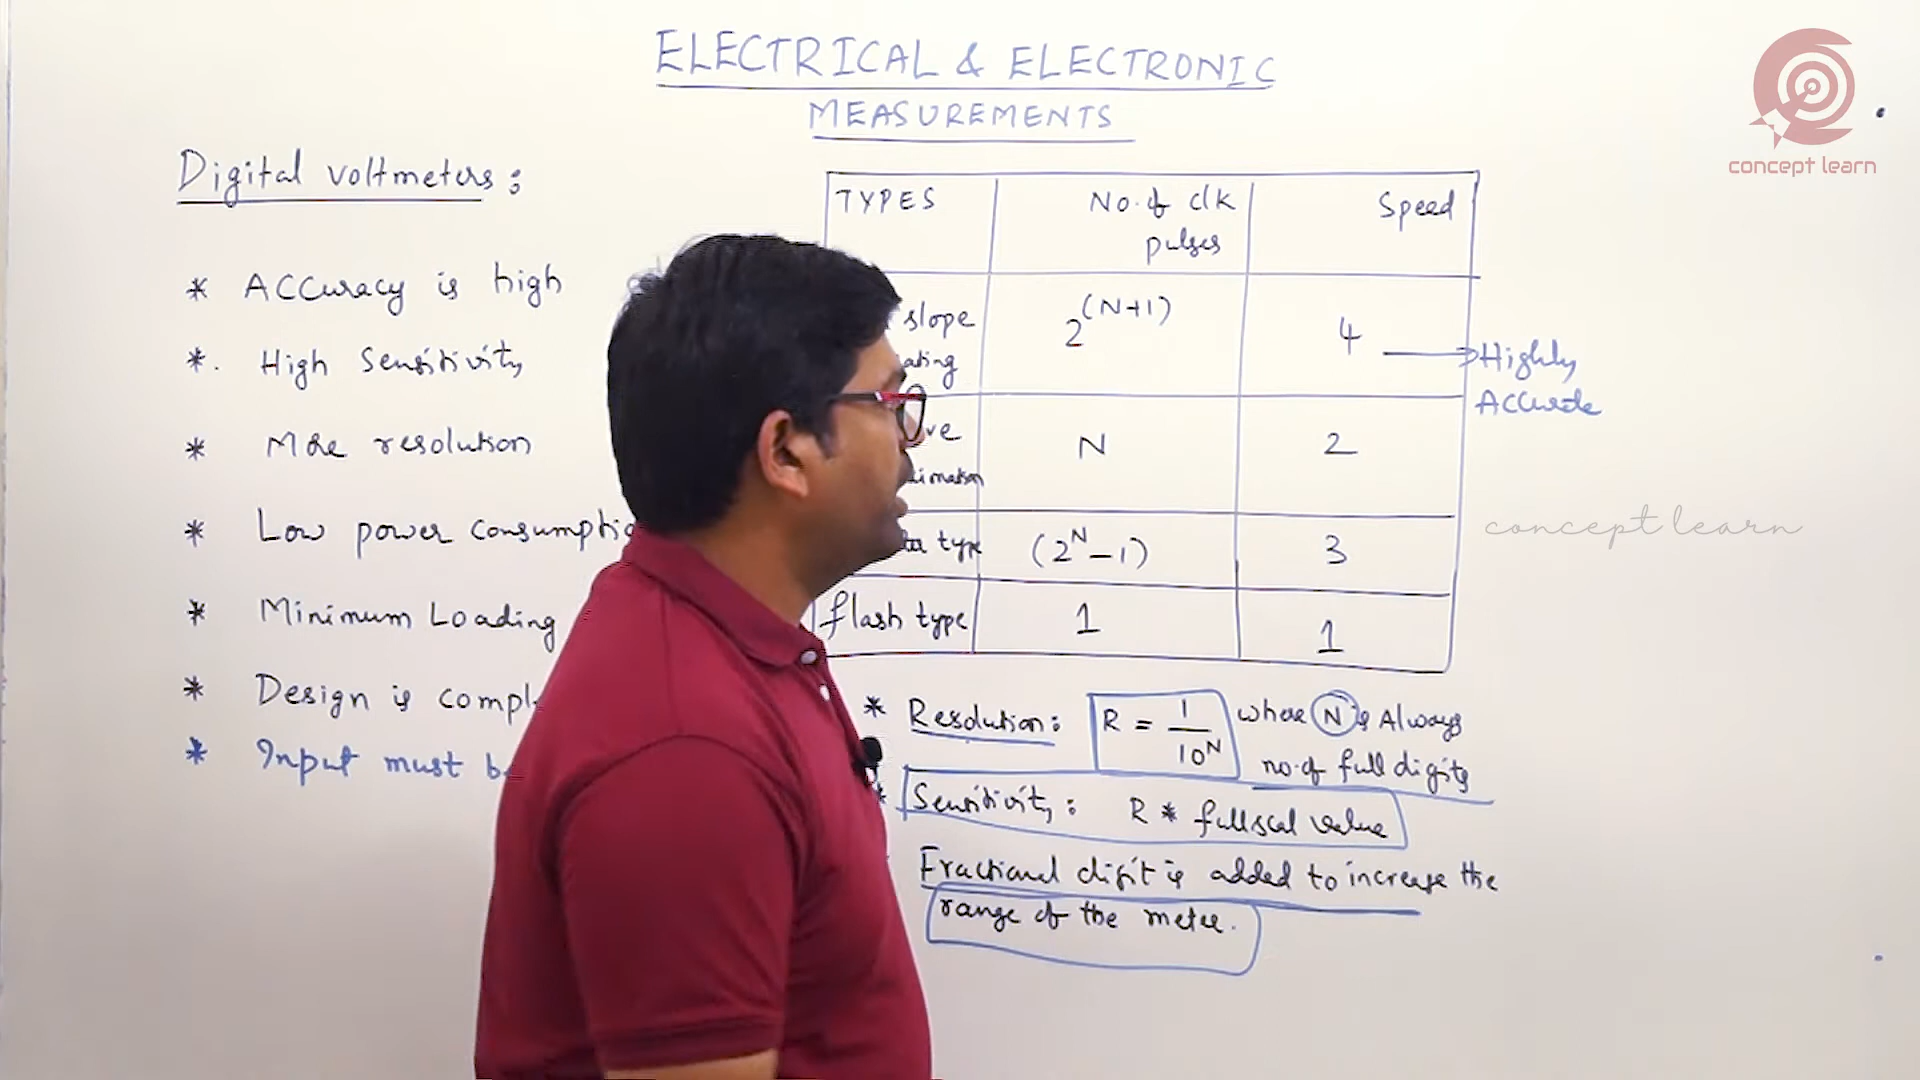 ELECTRICAL & ELECTRONIC
MEASUREMENTS
concept learn
Digital voltmeters :
* ACCuracy is high
*. High Sensitivity
* More resolution
* Low power consumptio
* Minimum Loading
* Design is compl
* Input must b
TYPES No. of clk pulses Speed
slope 2^(N+1) 4 → Highly Accurate
N 2
type (2^N – 1) 3
flash type 1 1
* Resolution : R = 1/10^N where N is Always
no. of full digits
* Sensitivity : R * fullscal value
Fractional digit is added to increase the
range of the meter.
concept learn